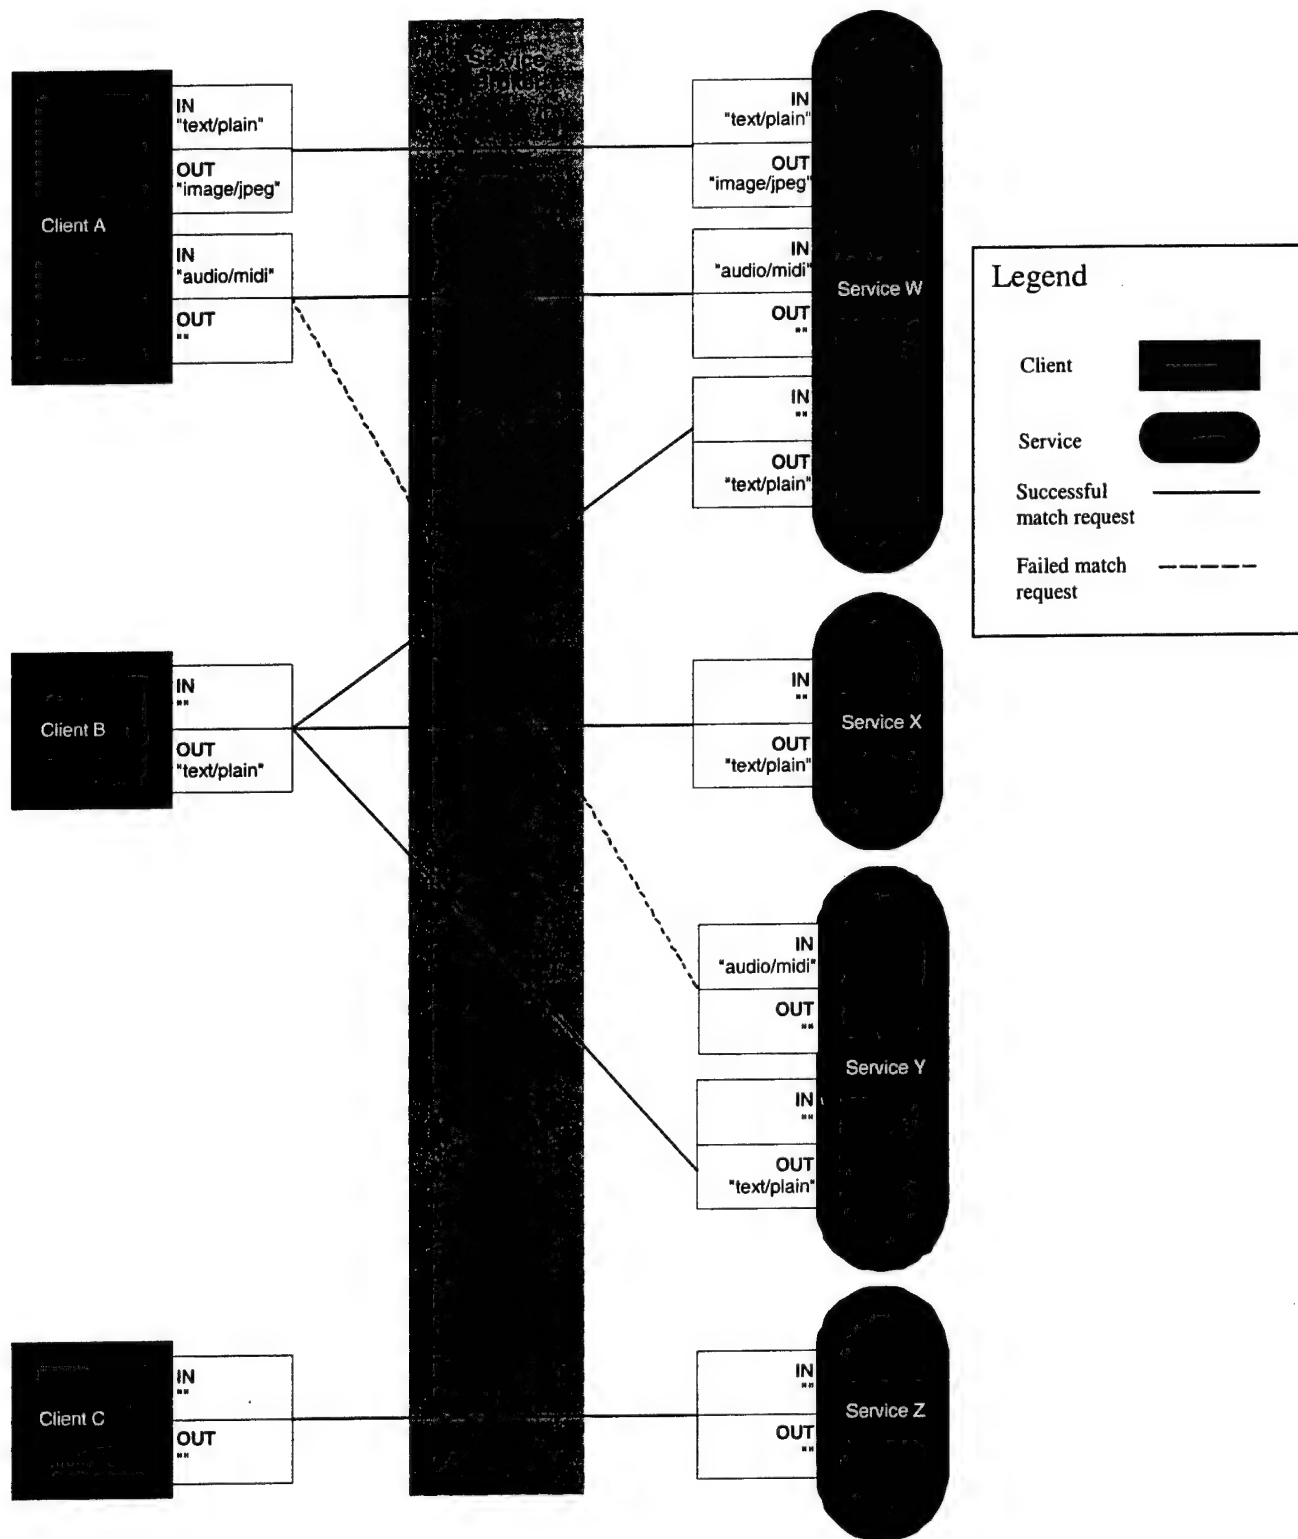 Service
Broker
Client A
IN
"text/plain"
OUT
"image/jpeg"
IN
"audio/midi"
OUT
""
Client B
IN
""
OUT
"text/plain"
Client C
IN
""
OUT
""
IN
"text/plain"
OUT
"image/jpeg"
IN
"audio/midi"
OUT
""
IN
""
OUT
"text/plain"
Service W
IN
""
OUT
"text/plain"
Service X
IN
"audio/midi"
OUT
""
IN
""
OUT
"text/plain"
Service Y
IN
""
OUT
""
Service Z
Legend
Client
Service
Successful
match request
Failed match
request